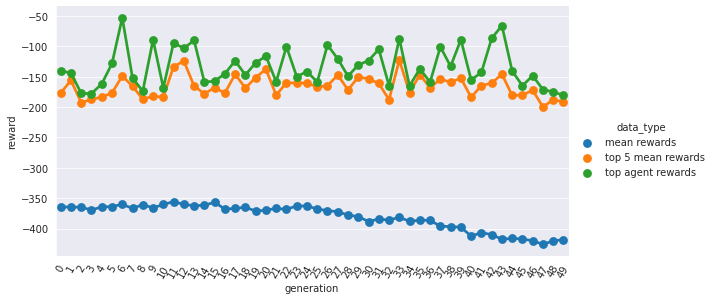 −50
−100
−150
−200
−250
−300
−350
−400
reward
0 1 2 3 4 5 6 7 8 9 10 11 12 13 14 15 16 17 18 19 20 21 22 23 24 25 26 27 28 29 30 31 32 33 34 35 36 37 38 39 40 41 42 43 44 45 46 47 48 49
generation
data_type
mean rewards
top 5 mean rewards
top agent rewards